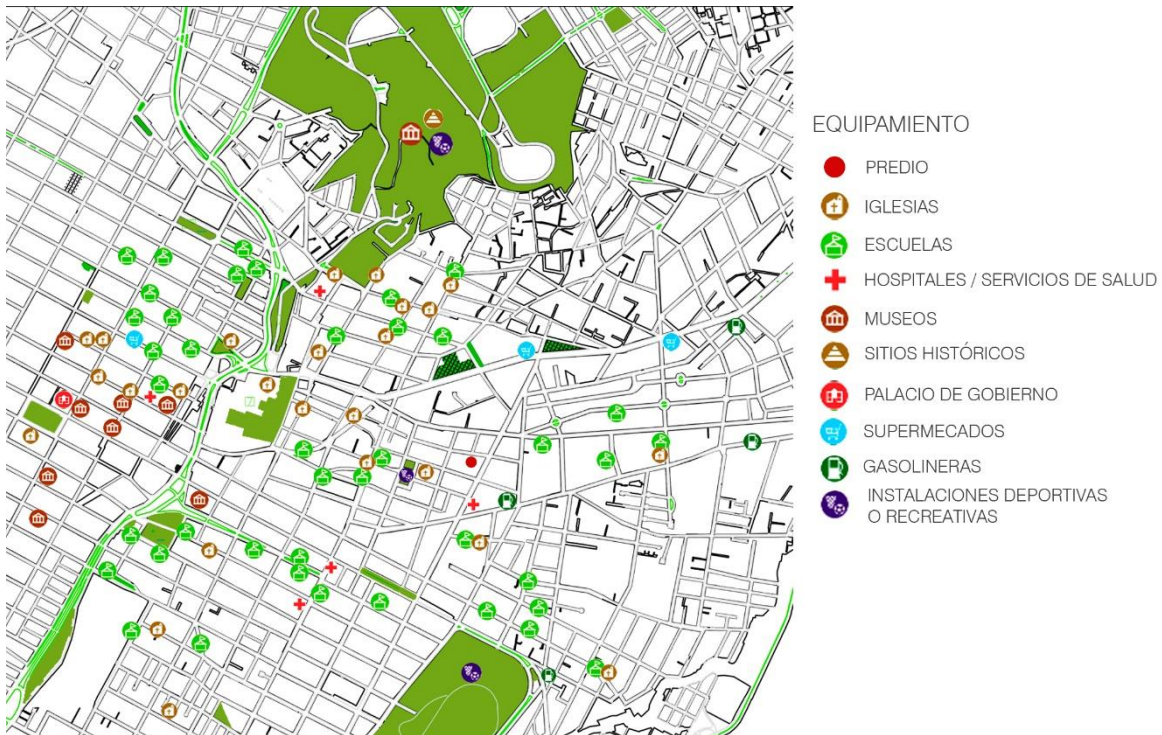 EQUIPAMIENTO
PREDIO
IGLESIAS
ESCUELAS
HOSPITALES / SERVICIOS DE SALUD
MUSEOS
SITIOS HISTÓRICOS
PALACIO DE GOBIERNO
SUPERMECADOS
GASOLINERAS
INSTALACIONES DEPORTIVAS
O RECREATIVAS